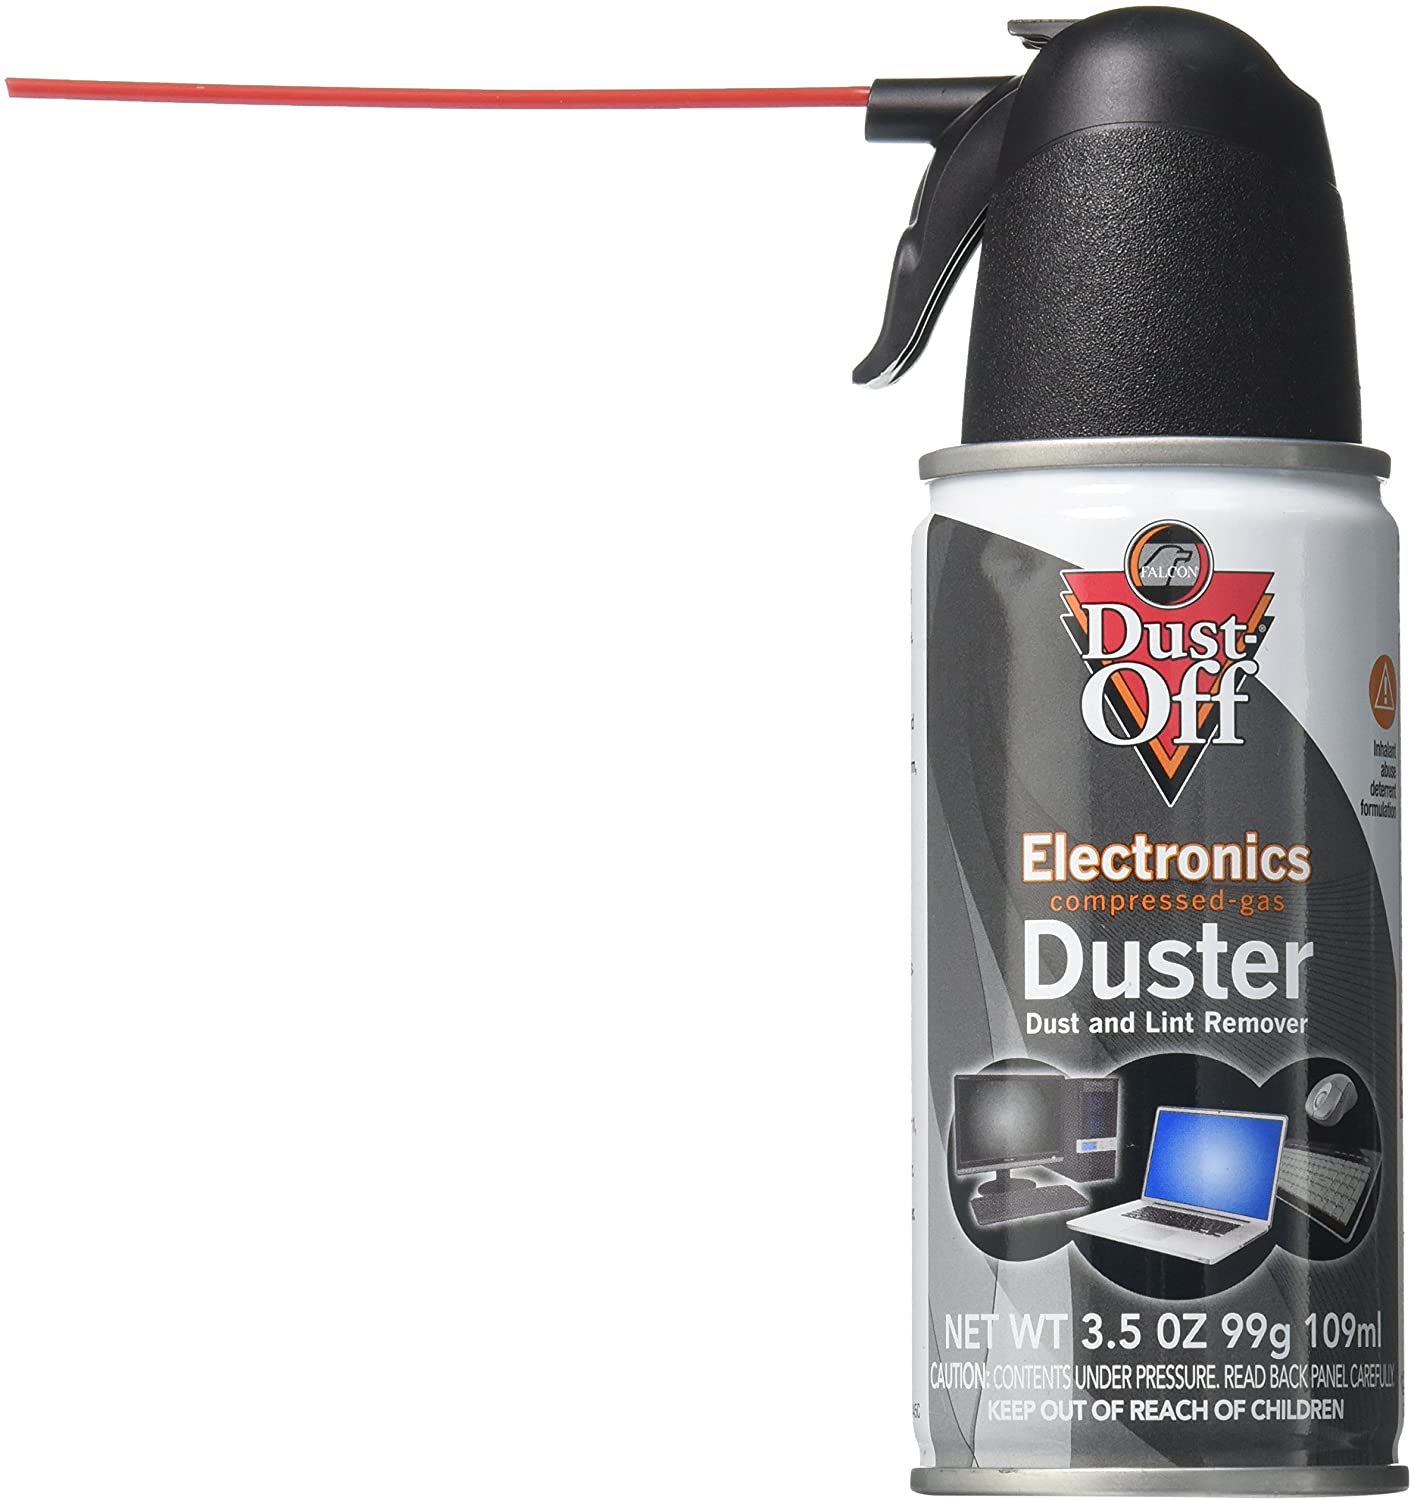 FALCON
Dust-
Off®
Inhalant
abuse
deterrent
formulation
Electronics
compressed-gas
Duster
Dust and Lint Remover
NET WT 3.5 OZ 99g 109ml
CAUTION: CONTENTS UNDER PRESSURE. READ BACK PANEL CAREFULLY.
KEEP OUT OF REACH OF CHILDREN